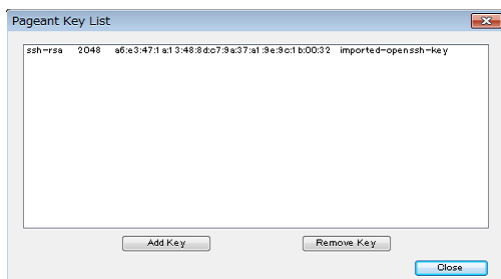 Pageant Key List
ssh-rsa 2048 a6:e3:47:1a:13:48:8d:c7:9a:37:a1:9e:9c:1b:00:32 imported-openssh-key
Add Key Remove Key
Close